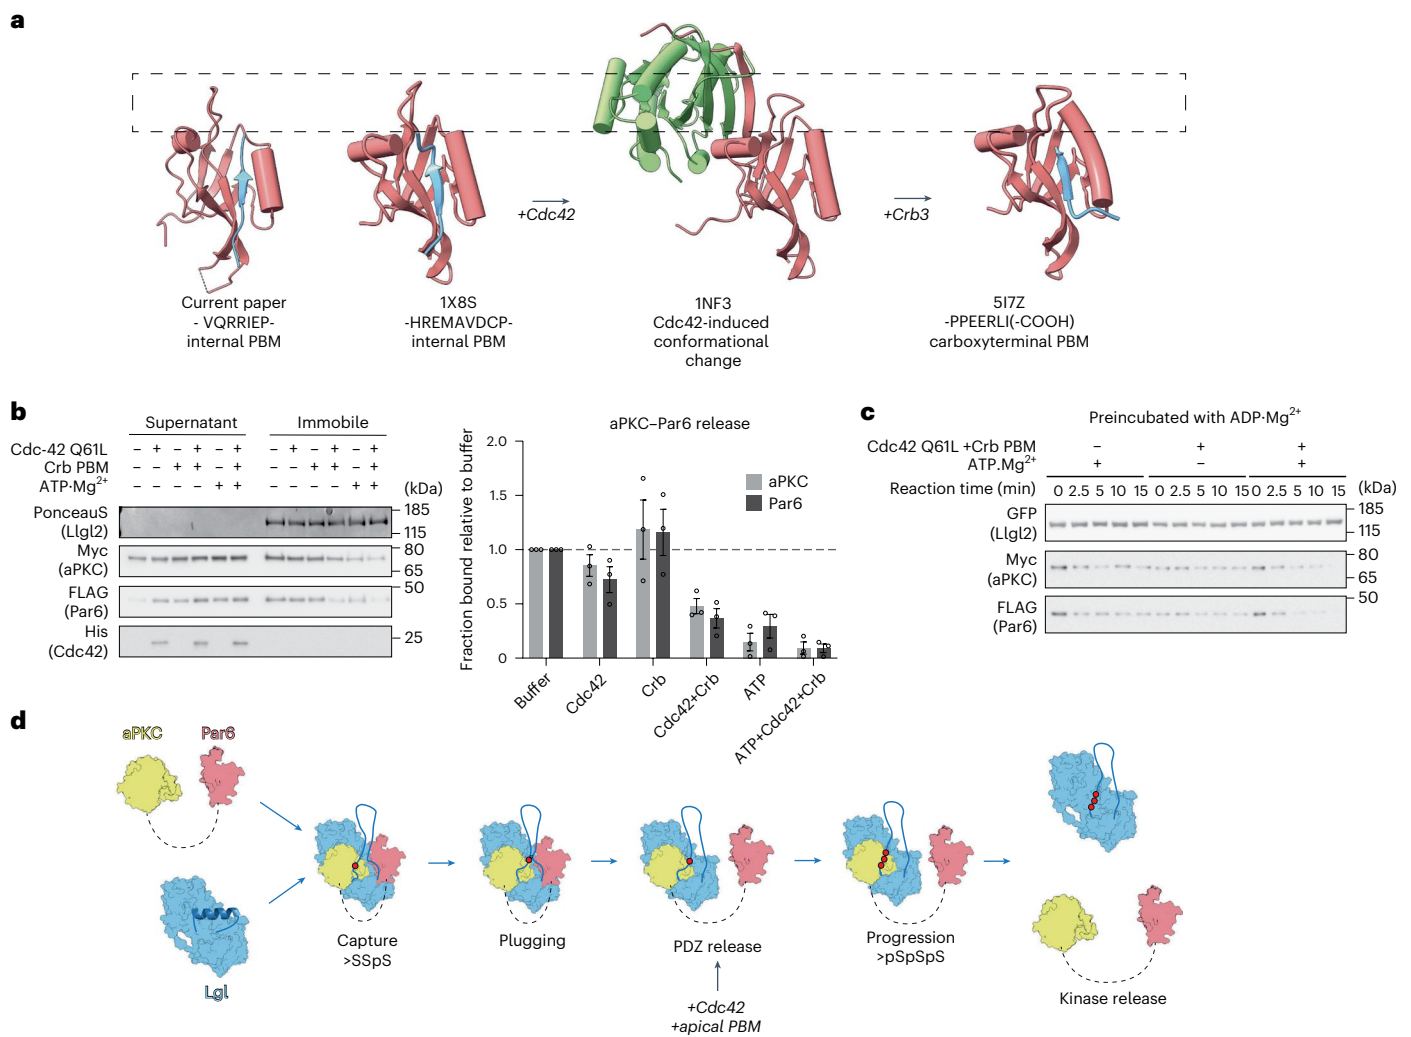 a
+Cdc42
+Crb3
Current paper
- VQRRIEP-
internal PBM
1X8S
-HREMAVDCP-
internal PBM
1NF3
Cdc42-induced
conformational
change
5I7Z
-PPEERLI(-COOH)
carboxyterminal PBM
b
Supernatant Immobile
Cdc-42 Q61L – + – + – + – + – + – +
Crb PBM – – + + – + – – + + – +
ATP·Mg2+ – – – – + + – – – – + +
(kDa)
PonceauS
(Llgl2)
185
115
Myc
(aPKC)
80
65
FLAG
(Par6)
50
His
(Cdc42)
25
aPKC–Par6 release
Fraction bound relative to buffer
2.0
1.5
1.0
0.5
0
aPKC
Par6
Buffer
Cdc42
Crb
Cdc42+Crb
ATP
ATP+Cdc42+Crb
c
Preincubated with ADP·Mg2+
Cdc42 Q61L +Crb PBM – + +
ATP.Mg2+ + – +
Reaction time (min) 0 2.5 5 10 15 0 2.5 5 10 15 0 2.5 5 10 15 (kDa)
GFP
(Llgl2)
185
115
Myc
(aPKC)
80
65
FLAG
(Par6)
50
d
aPKC
Par6
Lgl
Capture
>SSpS
Plugging
PDZ release
+Cdc42
+apical PBM
Progression
>pSpSpS
Kinase release